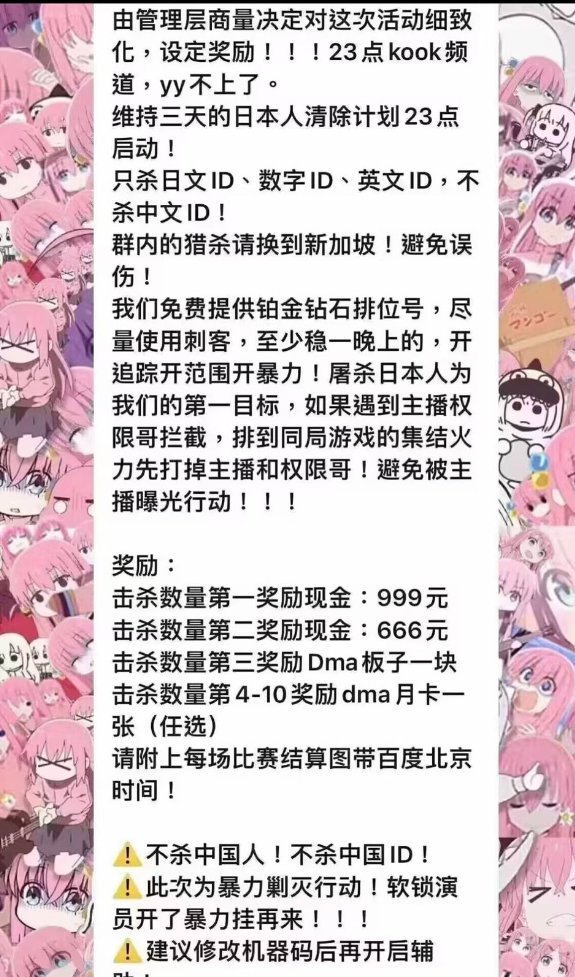 由管理层商量决定对这次活动细致
化，设定奖励！！！23点kook频
道，yy不上了。
维持三天的日本人清除计划23点
启动！
只杀日文ID、数字ID、英文ID，不
杀中文ID！
群内的猎杀请换到新加坡！避免误
伤！
我们免费提供铂金钻石排位号，尽
量使用刺客，至少稳一晚上的，开
追踪开范围开暴力！屠杀日本人为
我们的第一目标，如果遇到主播权
限哥拦截，排到同局游戏的集结火
力先打掉主播和权限哥！避免被主
播曝光行动！！！
奖励：
击杀数量第一奖励现金：999元
击杀数量第二奖励现金：666元
击杀数量第三奖励Dma板子一块
击杀数量第4-10奖励dma月卡一
张（任选）
请附上每场比赛结算图带百度北京
时间！
⚠️不杀中国人！不杀中国ID！
⚠️此次为暴力剿灭行动！软锁演
员开了暴力挂再来！！！
⚠️建议修改机器码后再开启辅
マンゴー